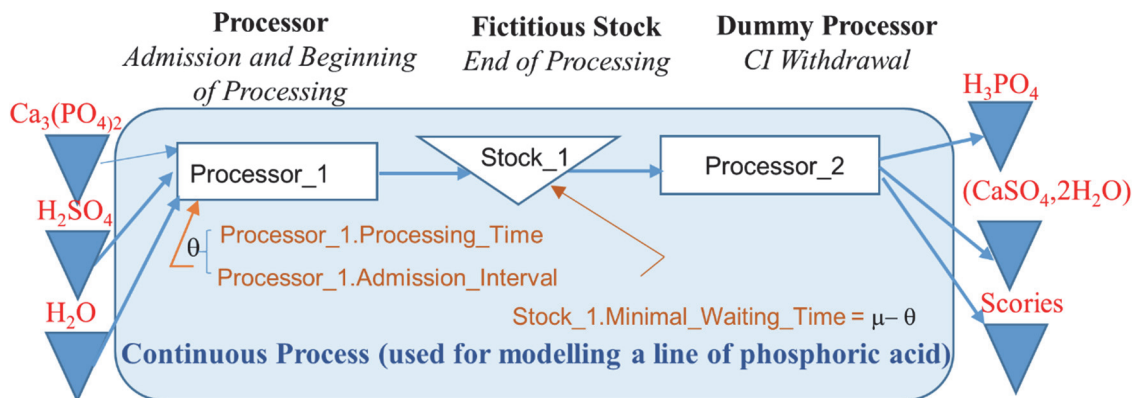 Processor
Admission and Beginning
of Processing
Fictitious Stock
End of Processing
Dummy Processor
CI Withdrawal
Ca₃(PO₄)₂
H₂SO₄
H₂O
Processor_1
Stock_1
Processor_2
H₃PO₄
(CaSO₄,2H₂O)
Scories
θ
Processor_1.Processing_Time
Processor_1.Admission_Interval
Stock_1.Minimal_Waiting_Time = μ– θ
Continuous Process (used for modelling a line of phosphoric acid)